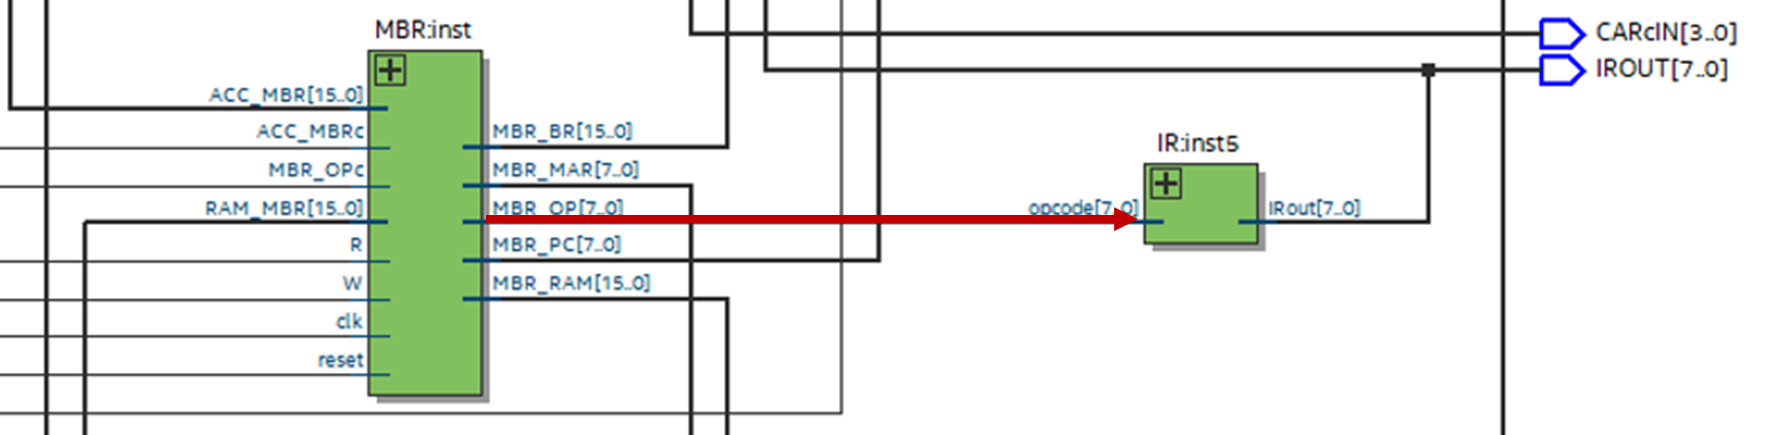 MBR:inst
ACC_MBR[15..0]
ACC_MBRc
MBR_OPc
RAM_MBR[15..0]
R
W
clk
reset
MBR_BR[15..0]
MBR_MAR[7..0]
MBR_OP[7..0]
MBR_PC[7..0]
MBR_RAM[15..0]
IR:inst5
opcode[7..0]
IRout[7..0]
CARcIN[3..0]
IROUT[7..0]